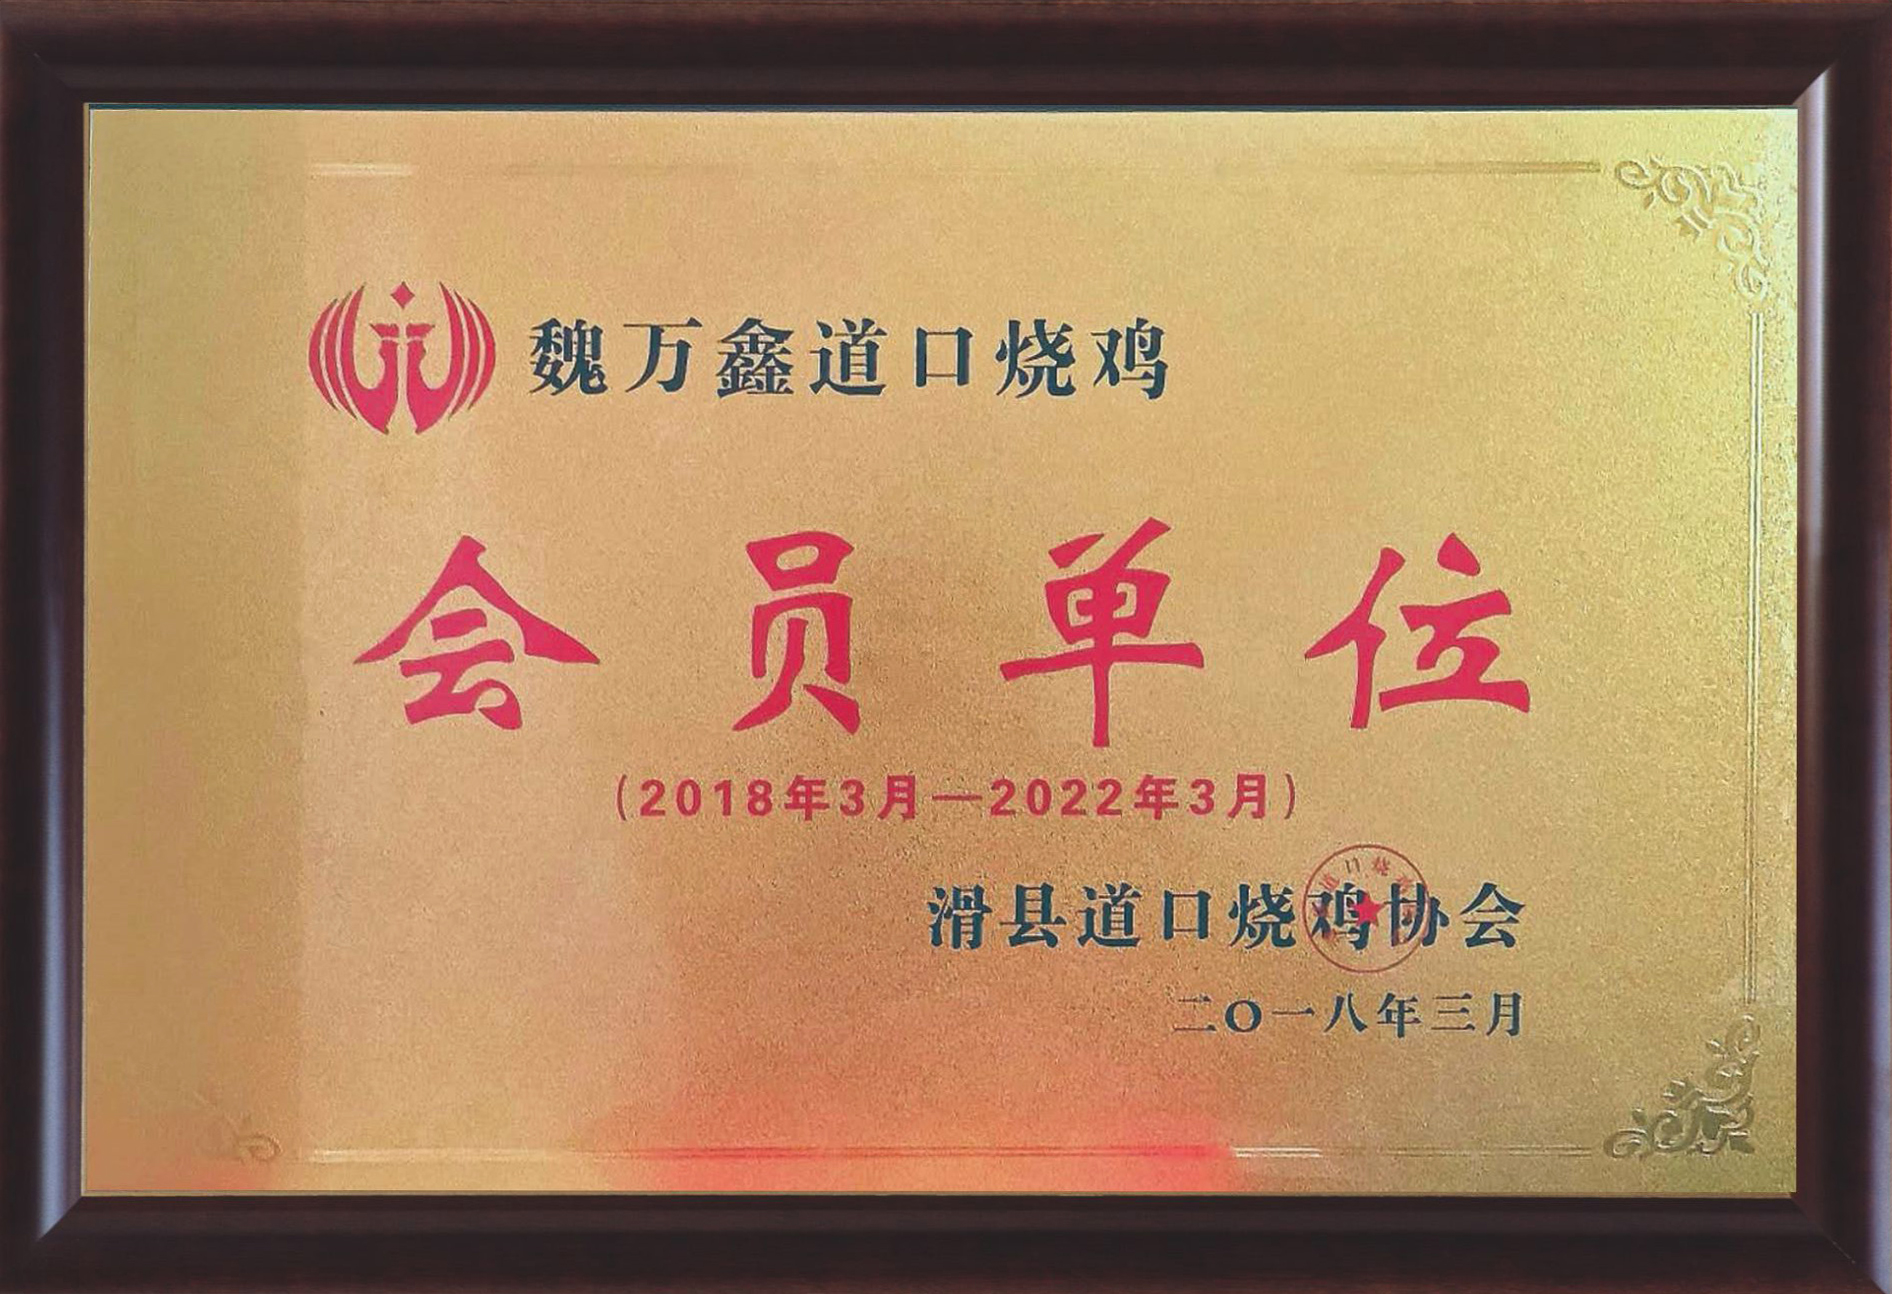 魏万鑫道口烧鸡
会员单位
(2018年3月—2022年3月)
滑县道口烧鸡协会
二〇一八年三月